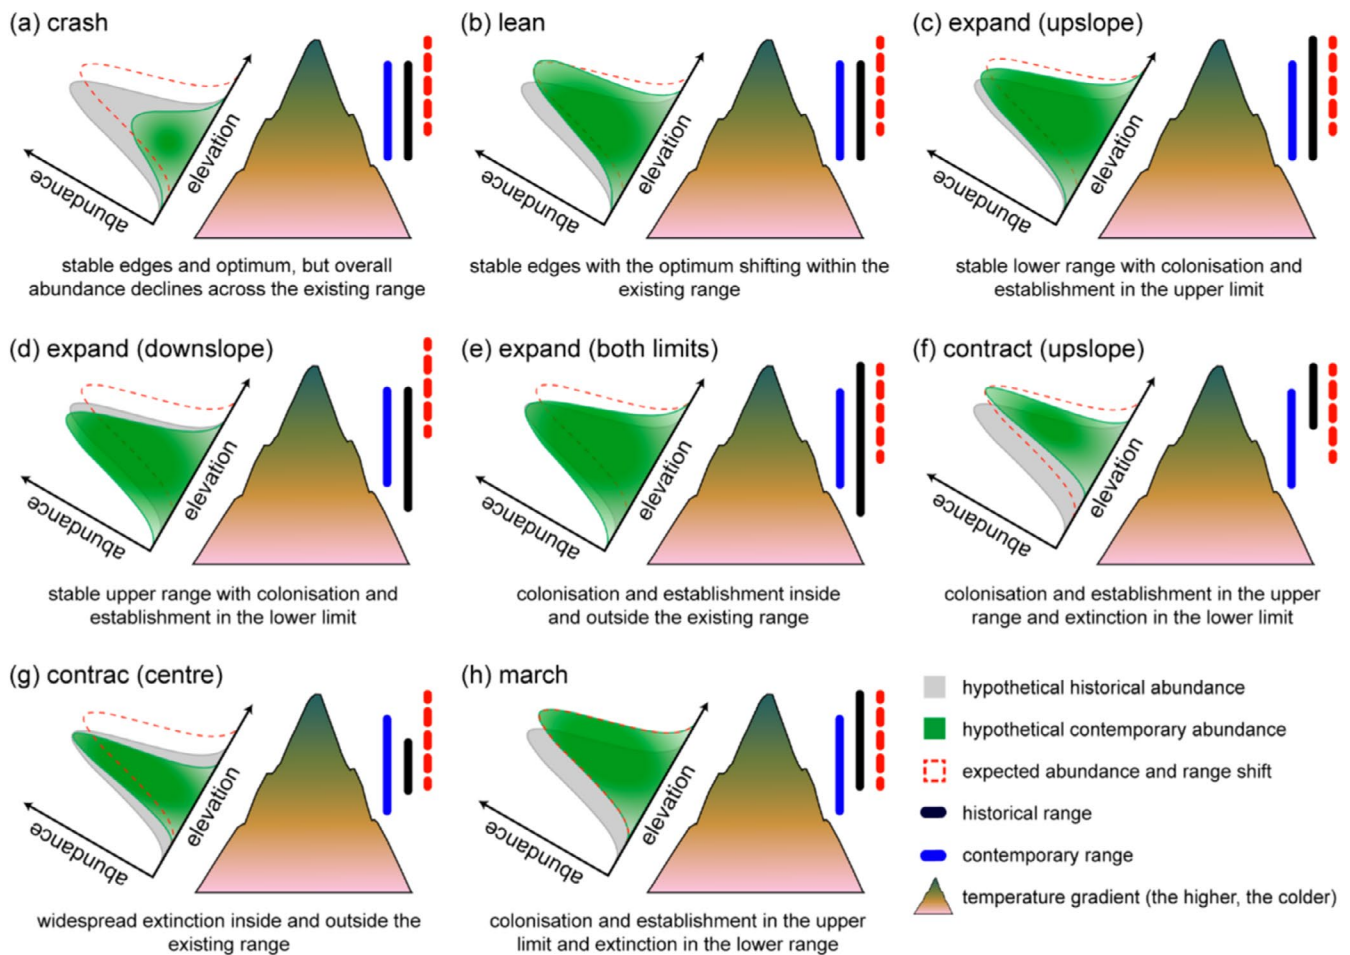 (a) crash
abundance
elevation
stable edges and optimum, but overall
abundance declines across the existing range
(b) lean
abundance
elevation
stable edges with the optimum shifting within the
existing range
(c) expand (upslope)
abundance
elevation
stable lower range with colonisation and
establishment in the upper limit
(d) expand (downslope)
abundance
elevation
stable upper range with colonisation and
establishment in the lower limit
(e) expand (both limits)
abundance
elevation
colonisation and establishment inside
and outside the existing range
(f) contract (upslope)
abundance
elevation
colonisation and establishment in the upper
range and extinction in the lower limit
(g) contrac (centre)
abundance
elevation
widespread extinction inside and outside the
existing range
(h) march
abundance
elevation
colonisation and establishment in the upper
limit and extinction in the lower range
hypothetical historical abundance
hypothetical contemporary abundance
expected abundance and range shift
historical range
contemporary range
temperature gradient (the higher, the colder)